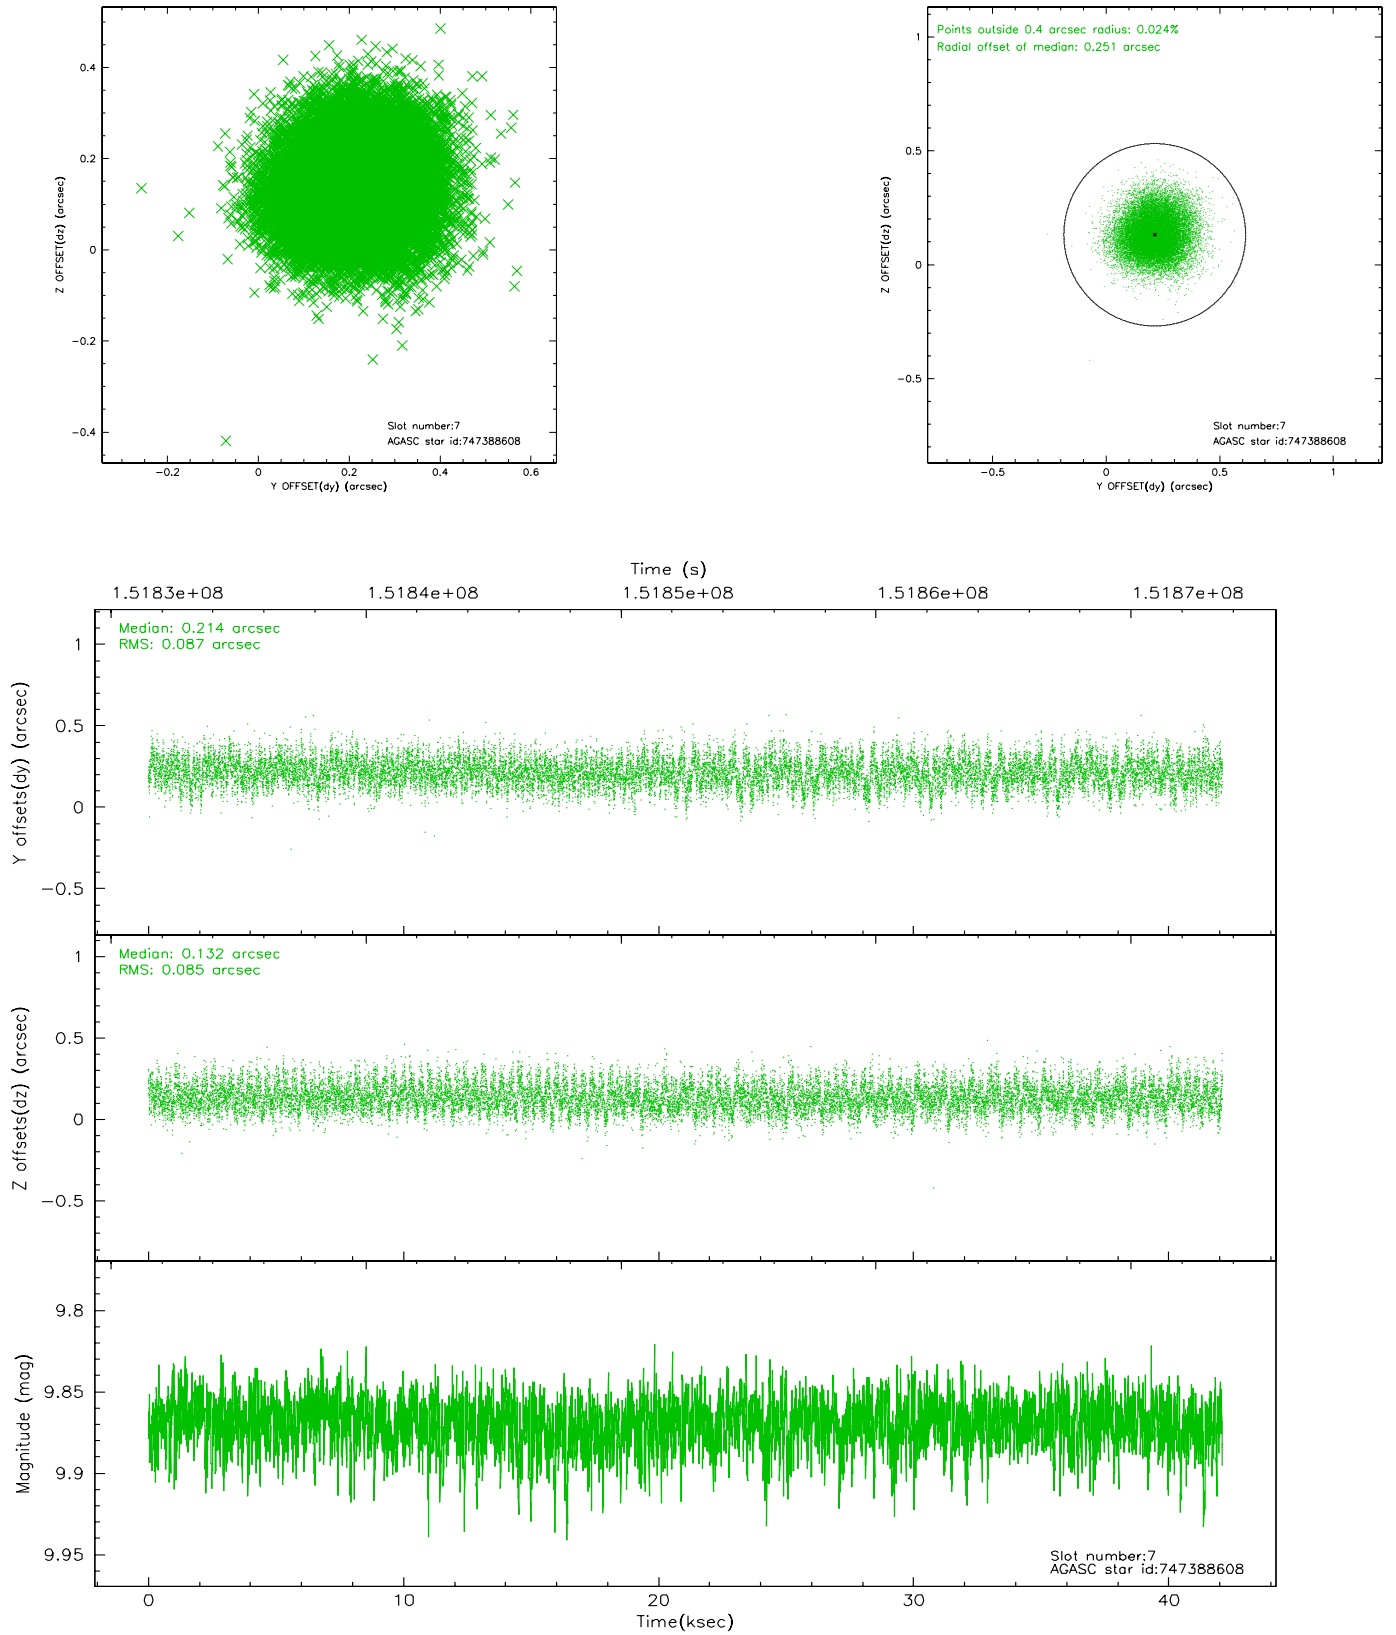 0.4
0.2
0
-0.2
-0.4
Z OFFSET(dz) (arcsec)
Slot number:7
AGASC star id:747388608
-0.2 0 0.2 0.4 0.6
Y OFFSET(dy) (arcsec)
Points outside 0.4 arcsec radius: 0.024%
Radial offset of median: 0.251 arcsec
1
0.5
0
-0.5
Z OFFSET(dz) (arcsec)
Slot number:7
AGASC star id:747388608
-0.5 0 0.5 1
Y OFFSET(dy) (arcsec)
Time (s)
1.5183e+08 1.5184e+08 1.5185e+08 1.5186e+08 1.5187e+08
Median: 0.214 arcsec
RMS: 0.087 arcsec
1
0.5
0
-0.5
Y offsets(dy) (arcsec)
Median: 0.132 arcsec
RMS: 0.085 arcsec
1
0.5
0
-0.5
Z offsets(dz) (arcsec)
9.8
9.85
9.9
9.95
Magnitude (mag)
Slot number:7
AGASC star id:747388608
0 10 20 30 40
Time(ksec)